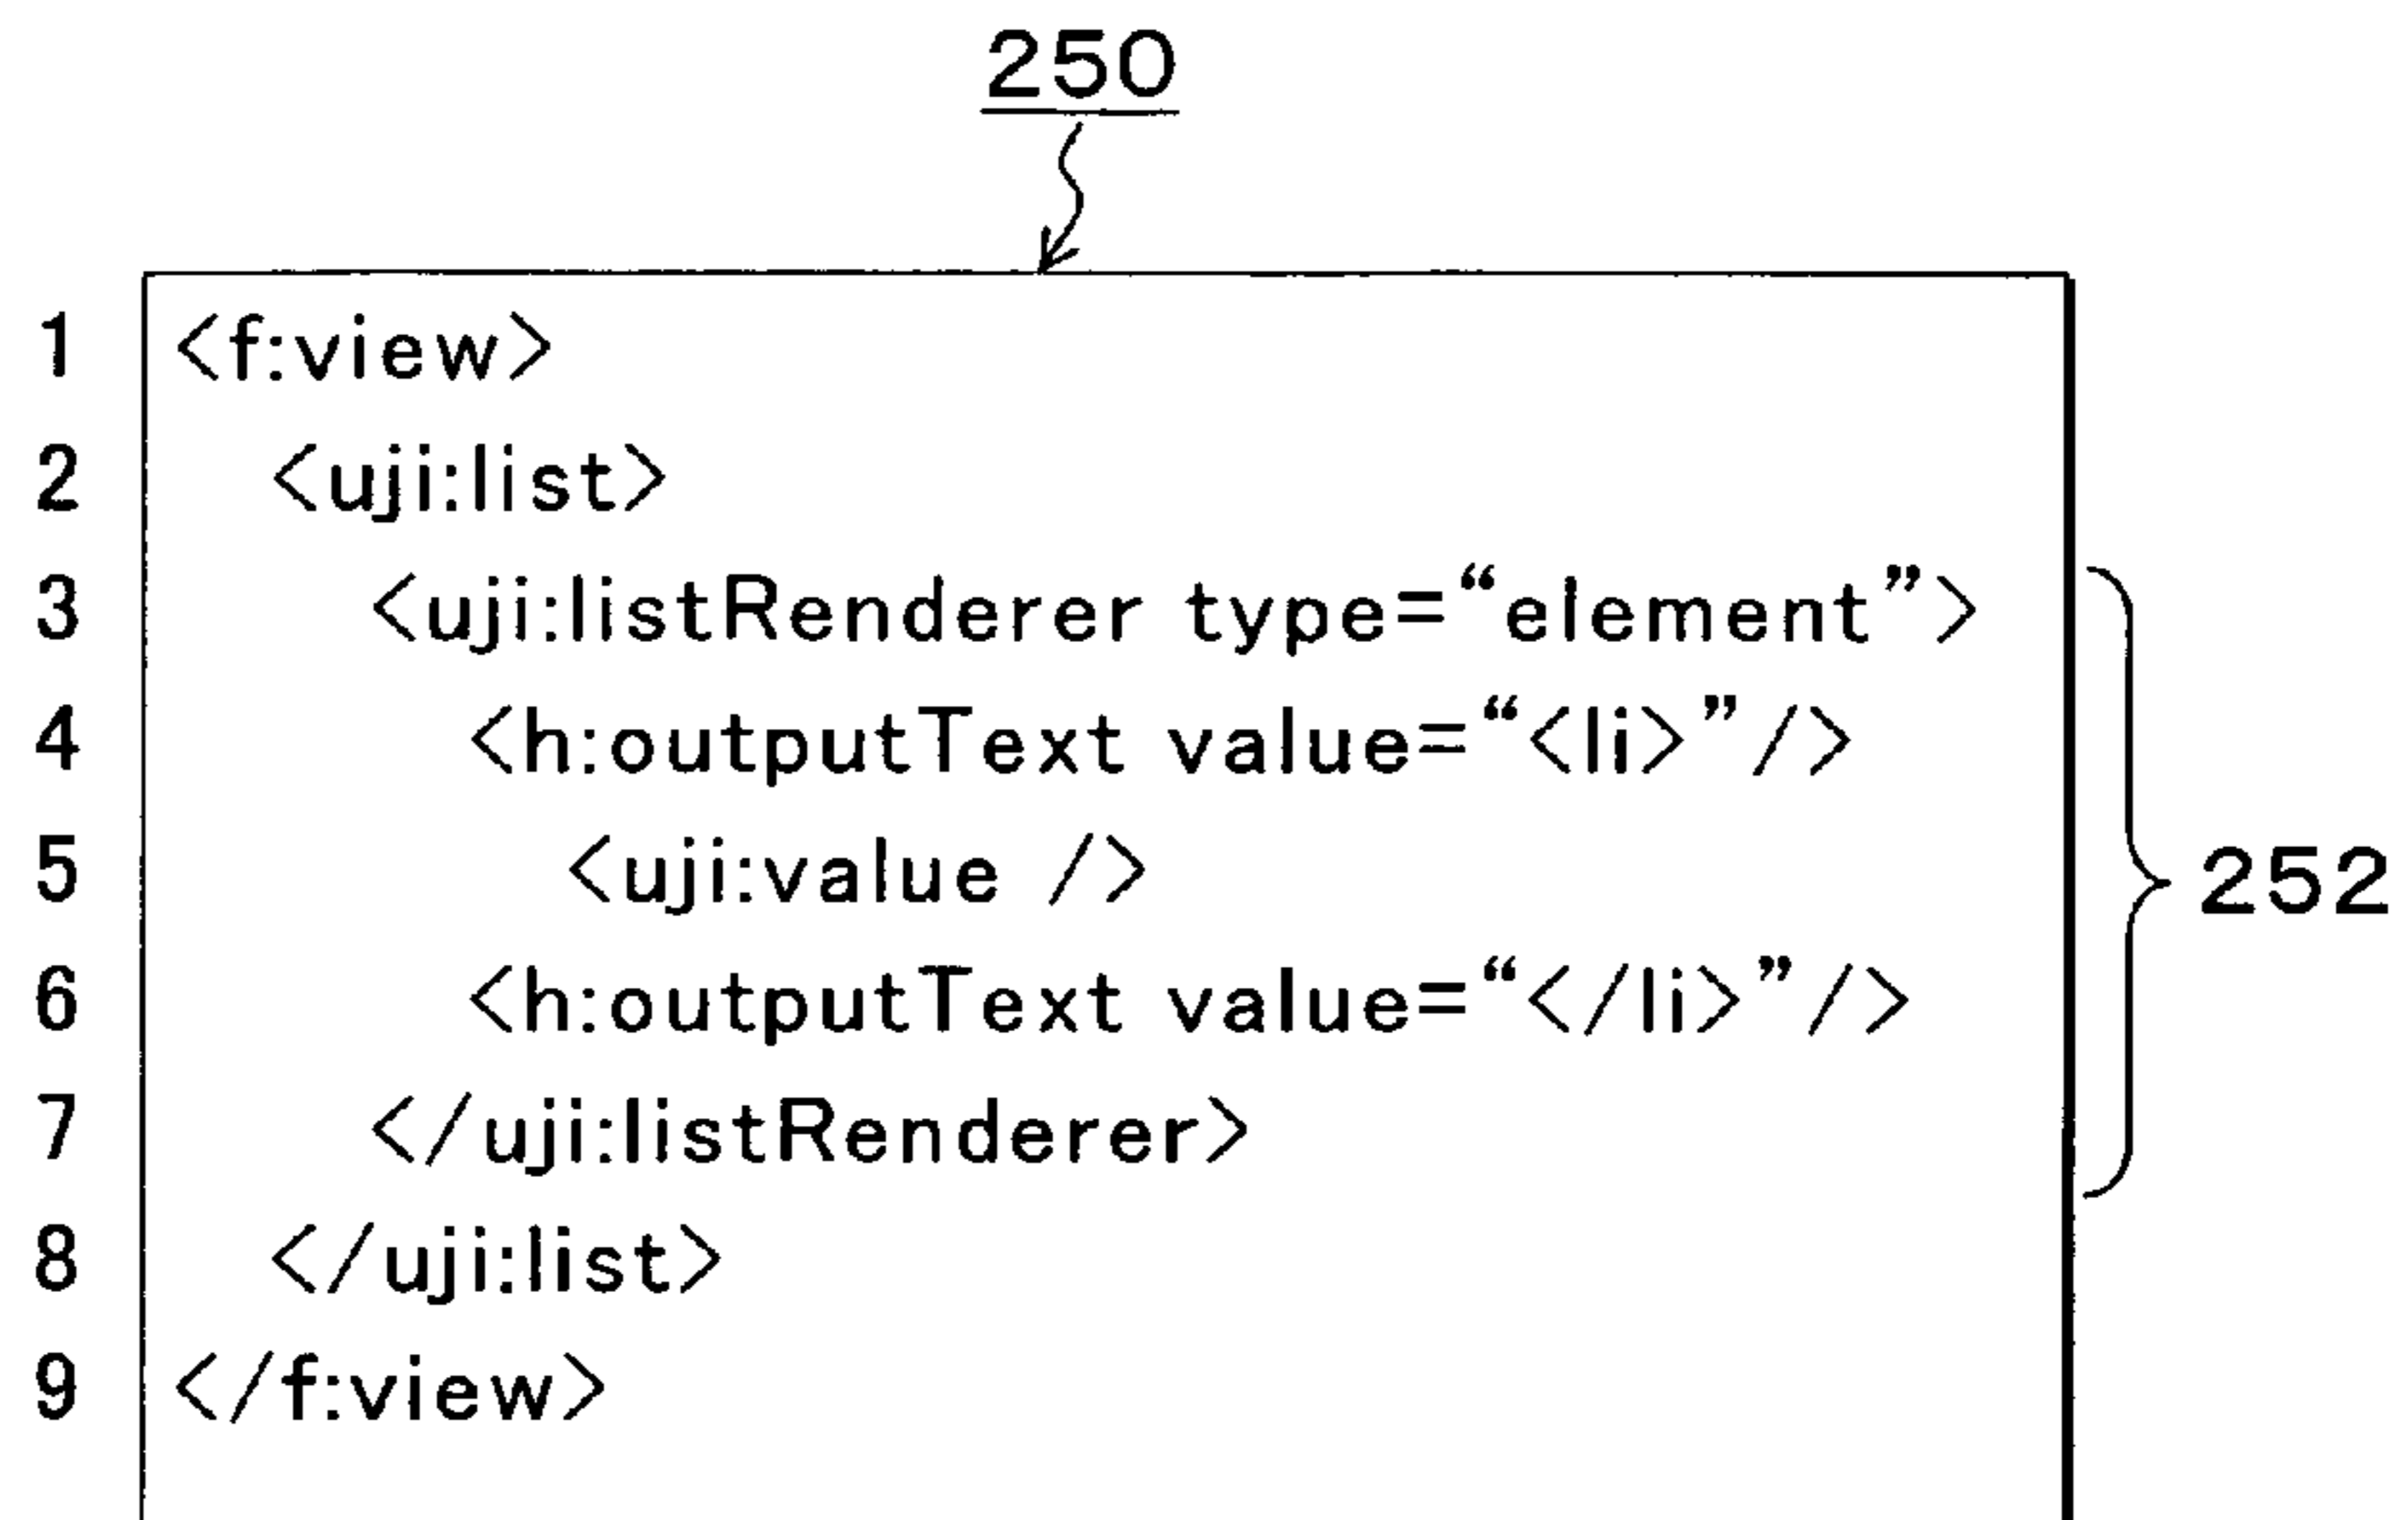 250
1 <f:view>
2 <uji:list>
3 <uji:listRenderer type=“element”>
4 <h:outputText value=“<li>”/>
5 <uji:value />
252
6 <h:outputText value=“</li>”/>
7 </uji:listRenderer>
8 </uji:list>
9 </f:view>